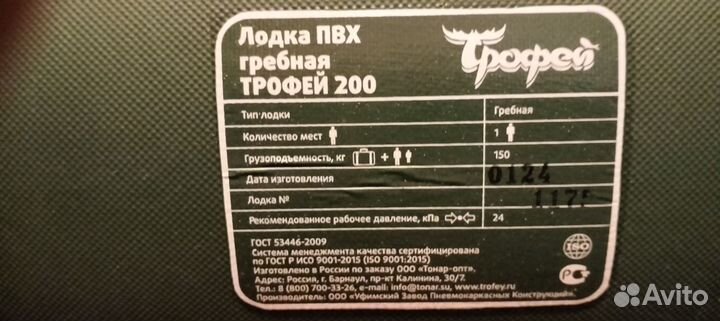 Лодка ПВХ
гребная
ТРОФЕЙ 200
Трофей
Тип лодки Гребная
Количество мест 1
Грузоподъемность, кг + 150
Дата изготовления 0124
Лодка №
Рекомендованное рабочее давление, кПа 24
ГОСТ 53446-2009
Система менеджмента качества сертифицирована
по ГОСТ Р ИСО 9001-2015 (ISO 9001:2015)
Изготовлено в России по заказу ООО «Тонар-опт».
Адрес: Россия, г. Барнаул, пр-кт Калинина, 30/7.
Тел.: 8 (800) 700-33-26, e-mail: info@tonar.su, www.trofey.ru
Производитель: ООО «Уфимский Завод Пневмокаркасных Конструкций».
ISO
Avito